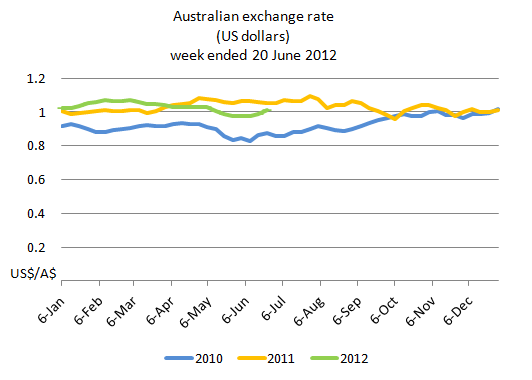 Australian exchange rate
(US dollars)
week ended 20 June 2012
1.2
1
0.8
0.6
0.4
0.2
US$/A$
6-Jan
6-Feb
6-Mar
6-Apr
6-May
6-Jun
6-Jul
6-Aug
6-Sep
6-Oct
6-Nov
6-Dec
2010
2011
2012